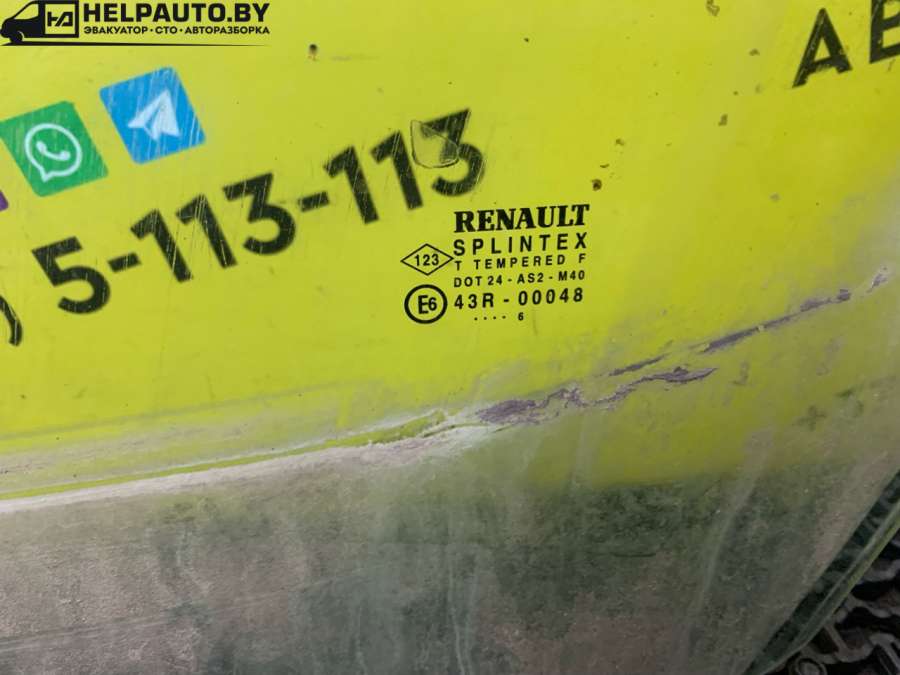 HELPAUTO.BY
ЭВАКУАТОР • СТО • АВТОРАЗБОРКА
) 5-113-113
RENAULT
SPLINTEX
123
T TEMPERED F
DOT 24 - AS2 - M40
E6
43R - 00048
.... 6